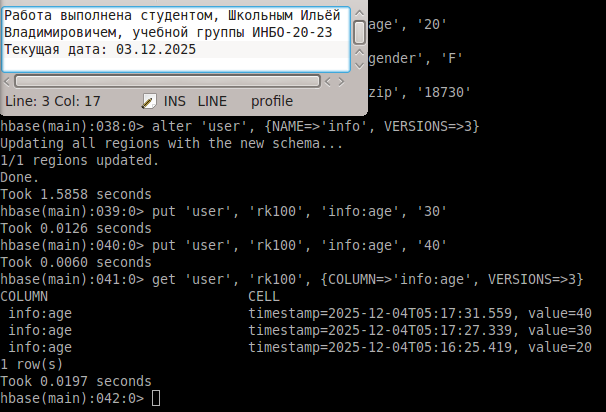 Работа выполнена студентом, Школьным Ильёй
Владимировичем, учебной группы ИНБО-20-23
Текущая дата: 03.12.2025
Line: 3 Col: 17 INS LINE profile
age', '20'
gender', 'F'
zip', '18730'
hbase(main):038:0> alter 'user', {NAME=>'info', VERSIONS=>3}
Updating all regions with the new schema...
1/1 regions updated.
Done.
Took 1.5858 seconds
hbase(main):039:0> put 'user', 'rk100', 'info:age', '30'
Took 0.0126 seconds
hbase(main):040:0> put 'user', 'rk100', 'info:age', '40'
Took 0.0060 seconds
hbase(main):041:0> get 'user', 'rk100', {COLUMN=>'info:age', VERSIONS=>3}
COLUMN CELL
info:age timestamp=2025-12-04T05:17:31.559, value=40
info:age timestamp=2025-12-04T05:17:27.339, value=30
info:age timestamp=2025-12-04T05:16:25.419, value=20
1 row(s)
Took 0.0197 seconds
hbase(main):042:0>